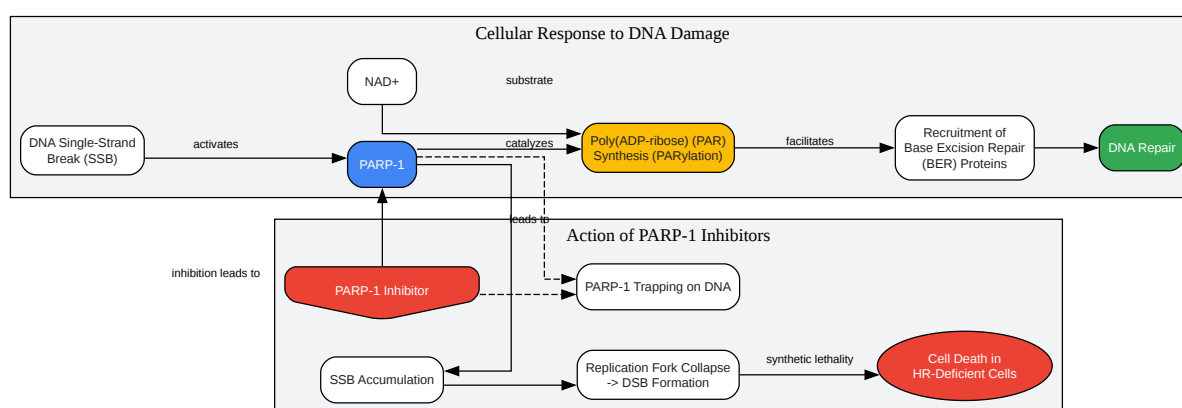 Cellular Response to DNA Damage
NAD+
substrate
DNA Single-Strand
Break (SSB)
activates
PARP-1
catalyzes
Poly(ADP-ribose) (PAR)
Synthesis (PARylation)
facilitates
Recruitment of
Base Excision Repair
(BER) Proteins
DNA Repair
leads to
Action of PARP-1 Inhibitors
inhibition leads to
PARP-1 Inhibitor
PARP-1 Trapping on DNA
SSB Accumulation
Replication Fork Collapse
-> DSB Formation
synthetic lethality
Cell Death in
HR-Deficient Cells